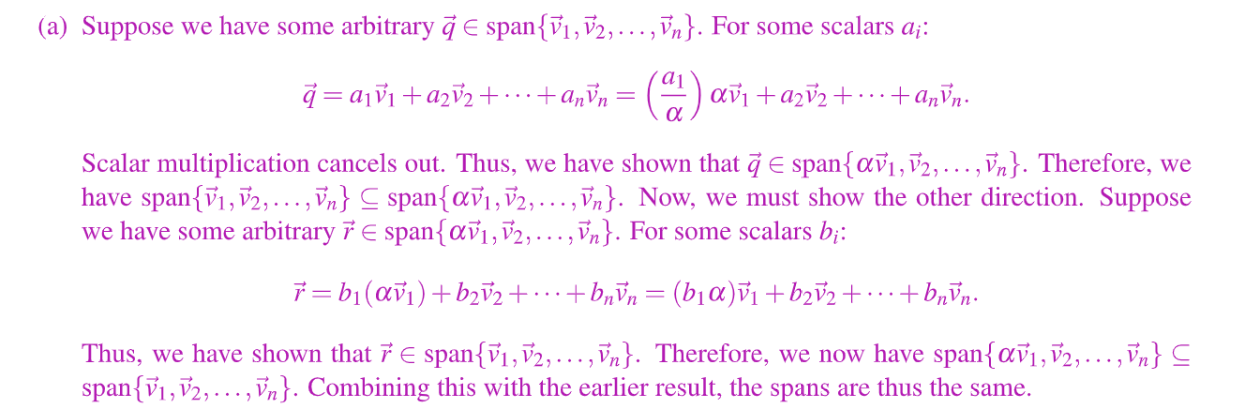 (a) Suppose we have some arbitrary $\vec{q} \in \text{span}\{\vec{v}_1, \vec{v}_2, \ldots, \vec{v}_n\}$. For some scalars $a_i$:
$\vec{q} = a_1\vec{v}_1 + a_2\vec{v}_2 + \cdots + a_n\vec{v}_n = \left(\frac{a_1}{\alpha}\right)\alpha\vec{v}_1 + a_2\vec{v}_2 + \cdots + a_n\vec{v}_n.$
Scalar multiplication cancels out. Thus, we have shown that $\vec{q} \in \text{span}\{\alpha\vec{v}_1, \vec{v}_2, \ldots, \vec{v}_n\}$. Therefore, we
have $\text{span}\{\vec{v}_1, \vec{v}_2, \ldots, \vec{v}_n\} \subseteq \text{span}\{\alpha\vec{v}_1, \vec{v}_2, \ldots, \vec{v}_n\}$. Now, we must show the other direction. Suppose
we have some arbitrary $\vec{r} \in \text{span}\{\alpha\vec{v}_1, \vec{v}_2, \ldots, \vec{v}_n\}$. For some scalars $b_i$:
$\vec{r} = b_1(\alpha\vec{v}_1) + b_2\vec{v}_2 + \cdots + b_n\vec{v}_n = (b_1\alpha)\vec{v}_1 + b_2\vec{v}_2 + \cdots + b_n\vec{v}_n.$
Thus, we have shown that $\vec{r} \in \text{span}\{\vec{v}_1, \vec{v}_2, \ldots, \vec{v}_n\}$. Therefore, we now have $\text{span}\{\alpha\vec{v}_1, \vec{v}_2, \ldots, \vec{v}_n\} \subseteq$
$\text{span}\{\vec{v}_1, \vec{v}_2, \ldots, \vec{v}_n\}$. Combining this with the earlier result, the spans are thus the same.